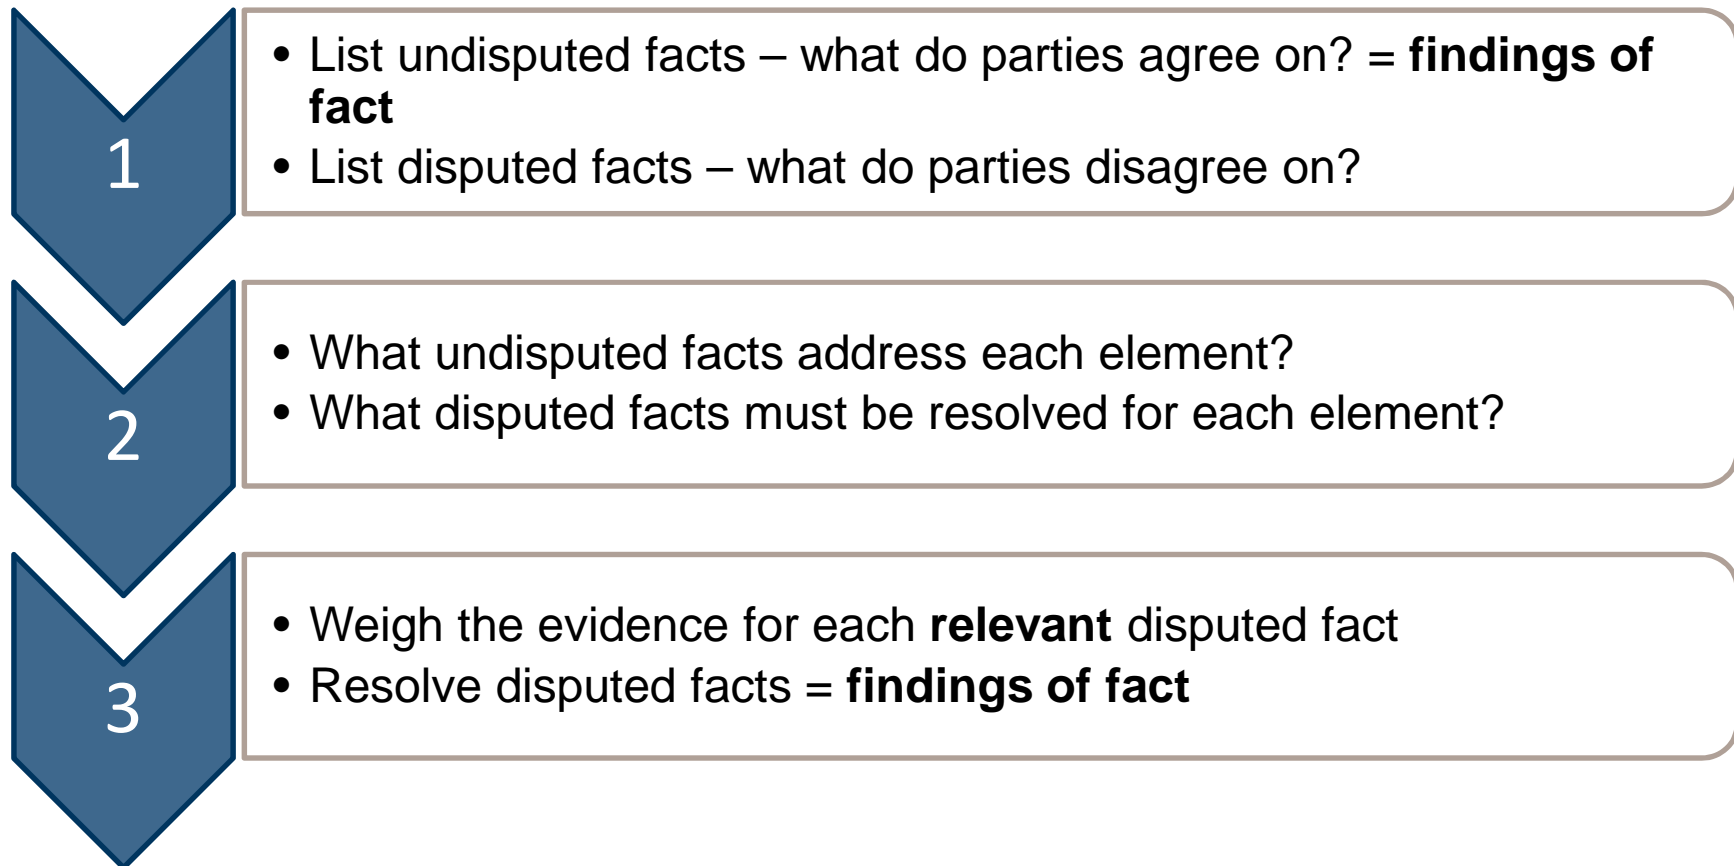 1
• List undisputed facts – what do parties agree on? = findings of
fact
• List disputed facts – what do parties disagree on?
2
• What undisputed facts address each element?
• What disputed facts must be resolved for each element?
3
• Weigh the evidence for each relevant disputed fact
• Resolve disputed facts = findings of fact